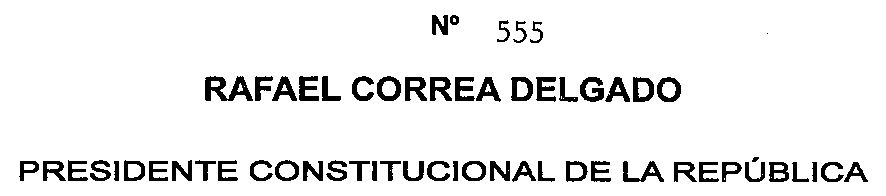 Nº 555
RAFAEL CORREA DELGADO
PRESIDENTE CONSTITUCIONAL DE LA REPÚBLICA